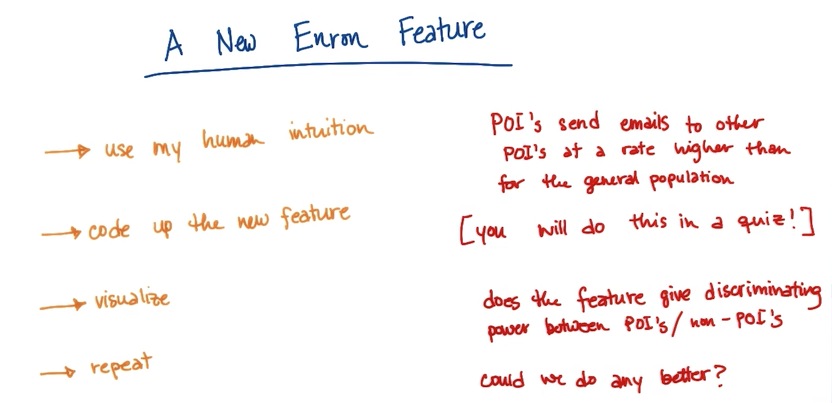 A New Enron Feature
→ use my human intuition
POI's send emails to other
POI's at a rate higher than
for the general population
→ code up the new feature
[you will do this in a quiz!]
→ visualize
does the feature give discriminating
power between POI's/non-POI's
→ repeat
could we do any better?